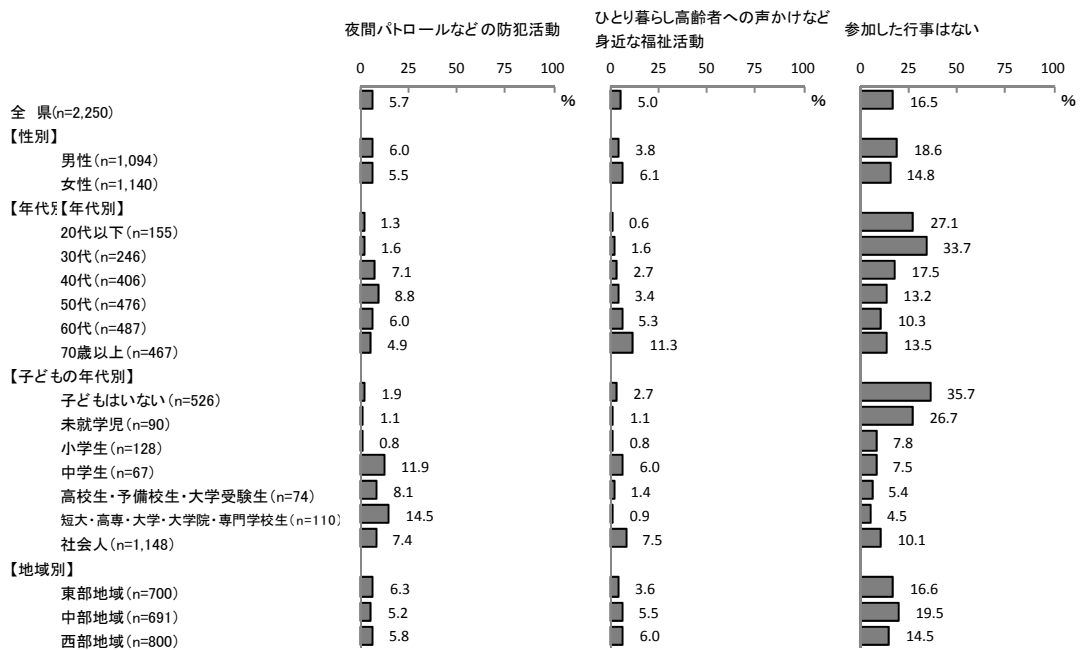 夜間パトロールなどの防犯活動
ひとり暮らし高齢者への声かけなど
身近な福祉活動
参加した行事はない
0 25 50 75 100
0 25 50 75 100
0 25 50 75 100
% % %
全　県(n=2,250) 5.7 5.0 16.5
【性別】
男性(n=1,094) 6.0 3.8 18.6
女性(n=1,140) 5.5 6.1 14.8
【年代別【年代別】
20代以下(n=155) 1.3 0.6 27.1
30代(n=246) 1.6 1.6 33.7
40代(n=406) 7.1 2.7 17.5
50代(n=476) 8.8 3.4 13.2
60代(n=487) 6.0 5.3 10.3
70歳以上(n=467) 4.9 11.3 13.5
【子どもの年代別】
子どもはいない(n=526) 1.9 2.7 35.7
未就学児(n=90) 1.1 1.1 26.7
小学生(n=128) 0.8 0.8 7.8
中学生(n=67) 11.9 6.0 7.5
高校生・予備校生・大学受験生(n=74) 8.1 1.4 5.4
短大・高専・大学・大学院・専門学校生(n=110) 14.5 0.9 4.5
社会人(n=1,148) 7.4 7.5 10.1
【地域別】
東部地域(n=700) 6.3 3.6 16.6
中部地域(n=691) 5.2 5.5 19.5
西部地域(n=800) 5.8 6.0 14.5